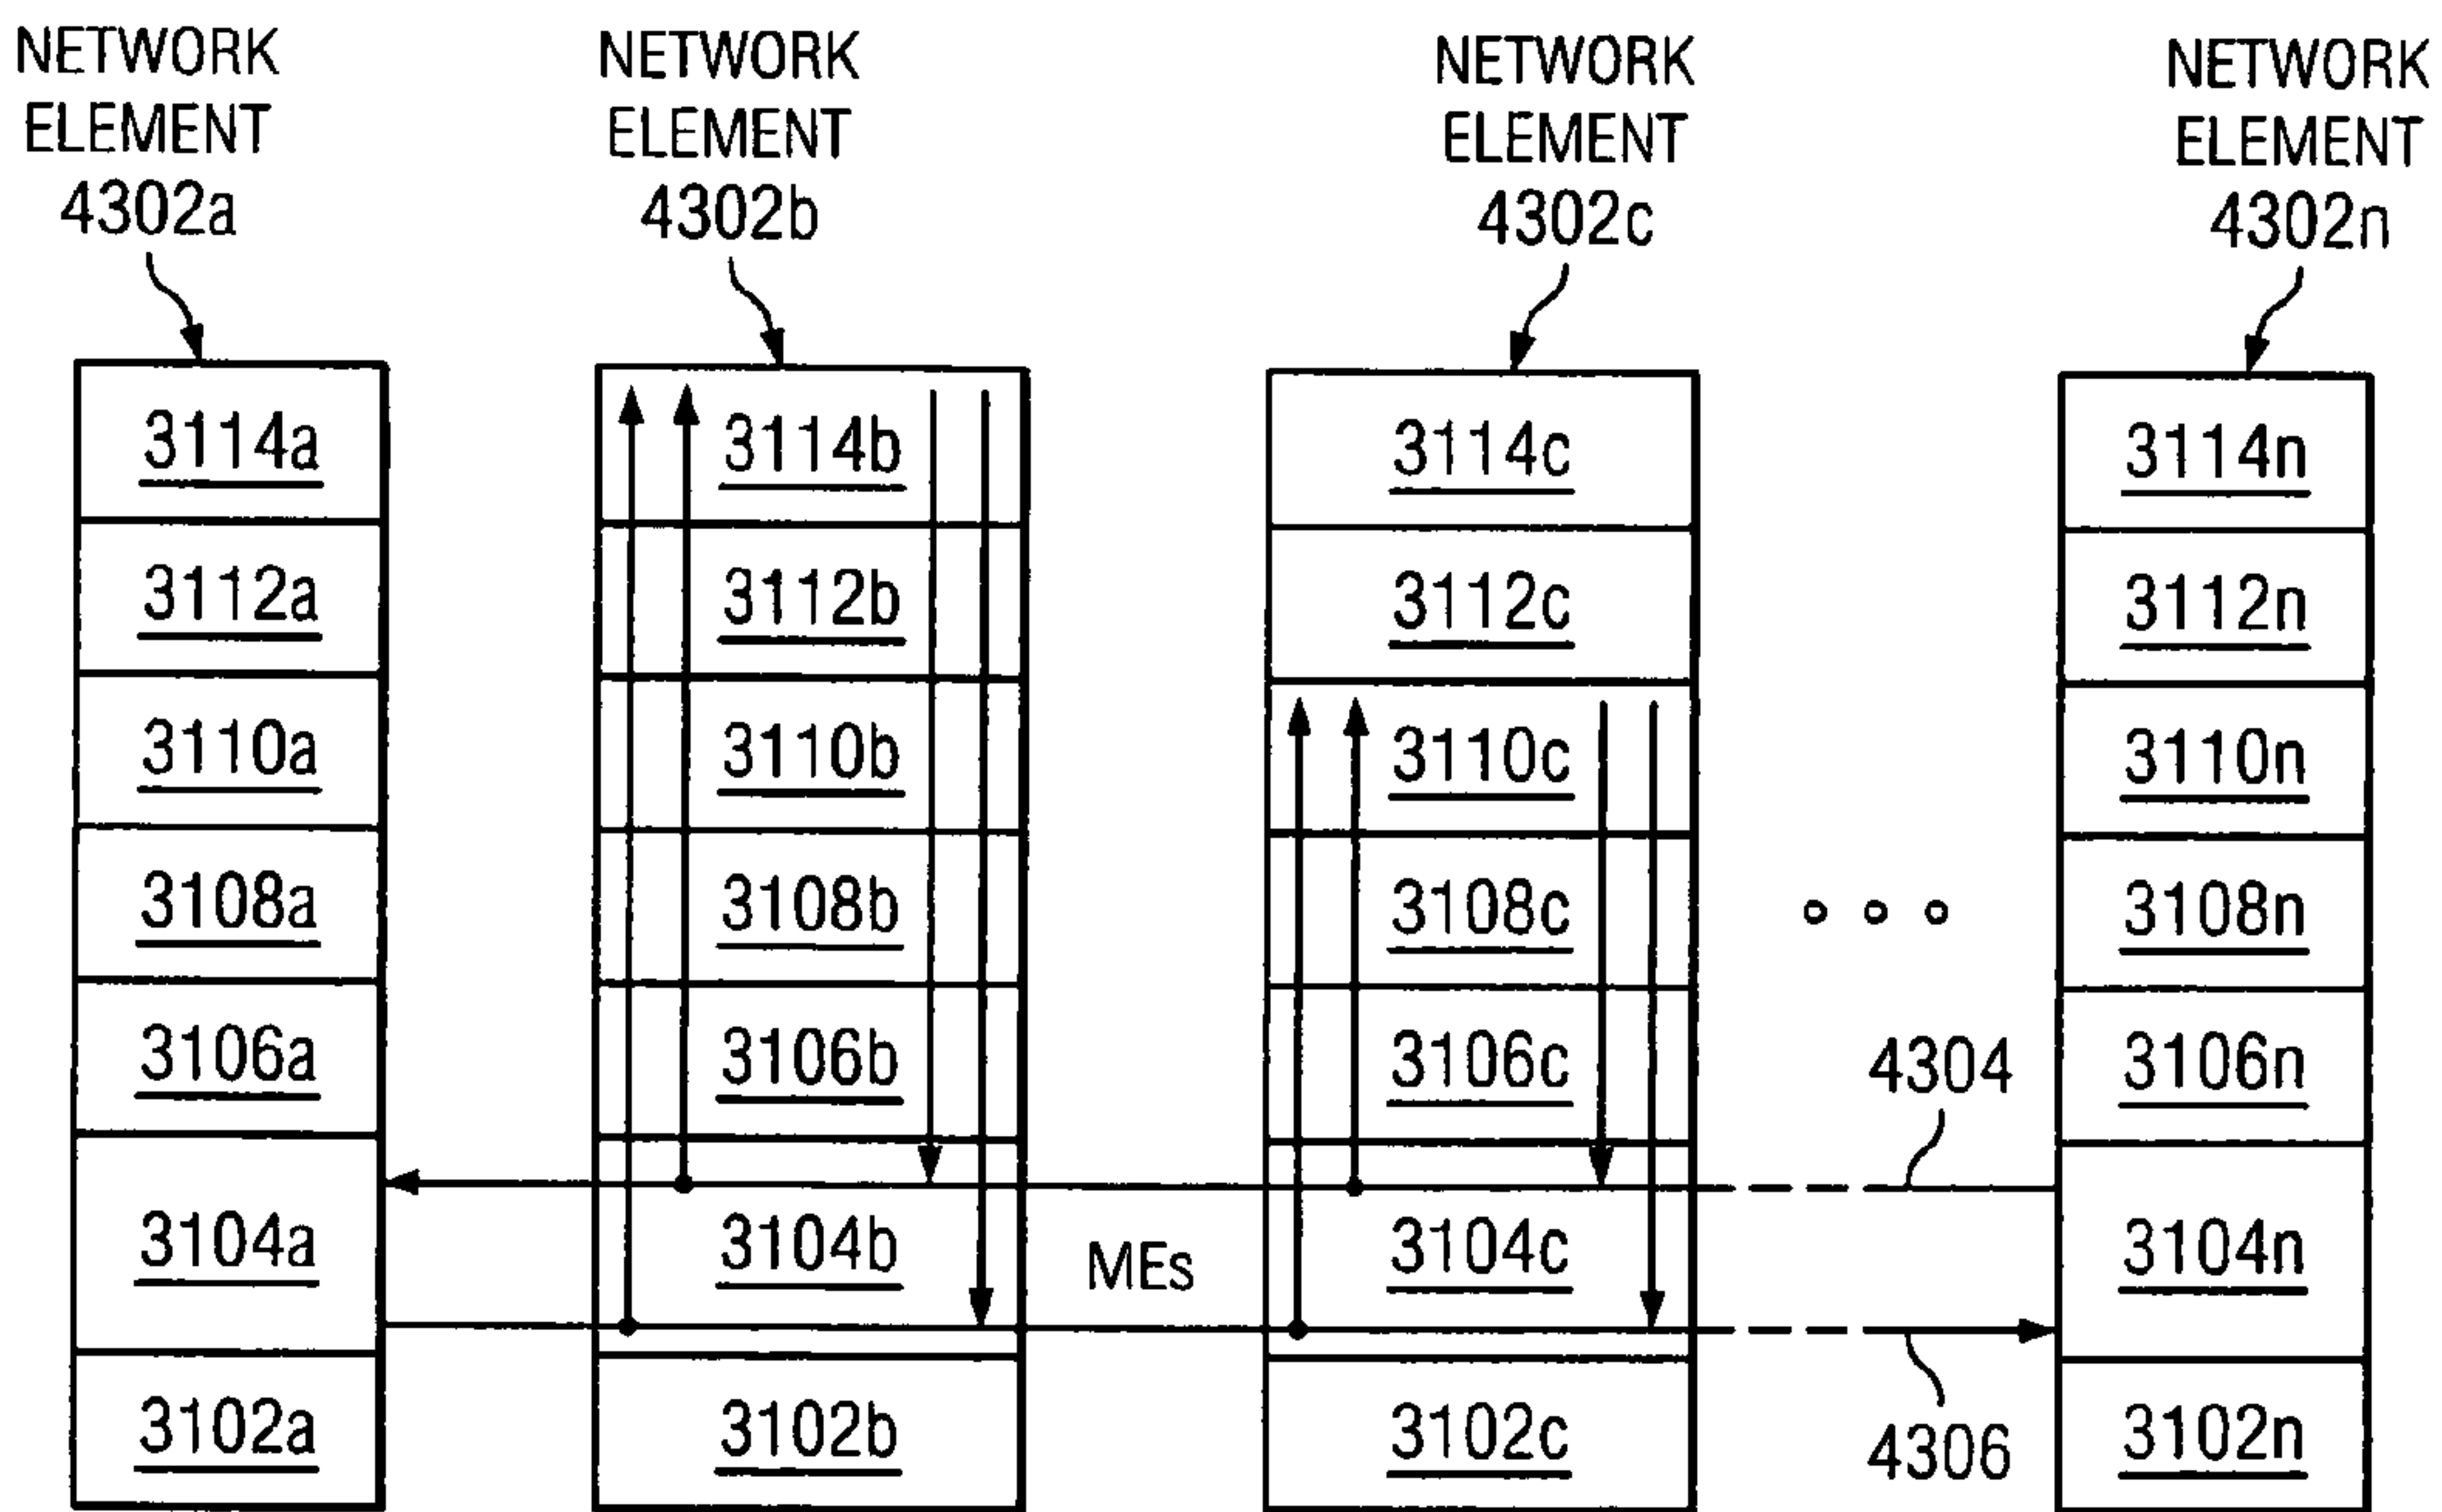 NETWORK
ELEMENT
4302a
NETWORK
ELEMENT
4302b
NETWORK
ELEMENT
4302c
NETWORK
ELEMENT
4302n
3114a
3114b
3114c
3114n
3112a
3112b
3112c
3112n
3110a
3110b
3110c
3110n
3108a
3108b
3108c
3108n
3106a
3106b
3106c
4304
3106n
3104a
3104b
MEs
3104c
3104n
3102a
3102b
3102c
4306
3102n